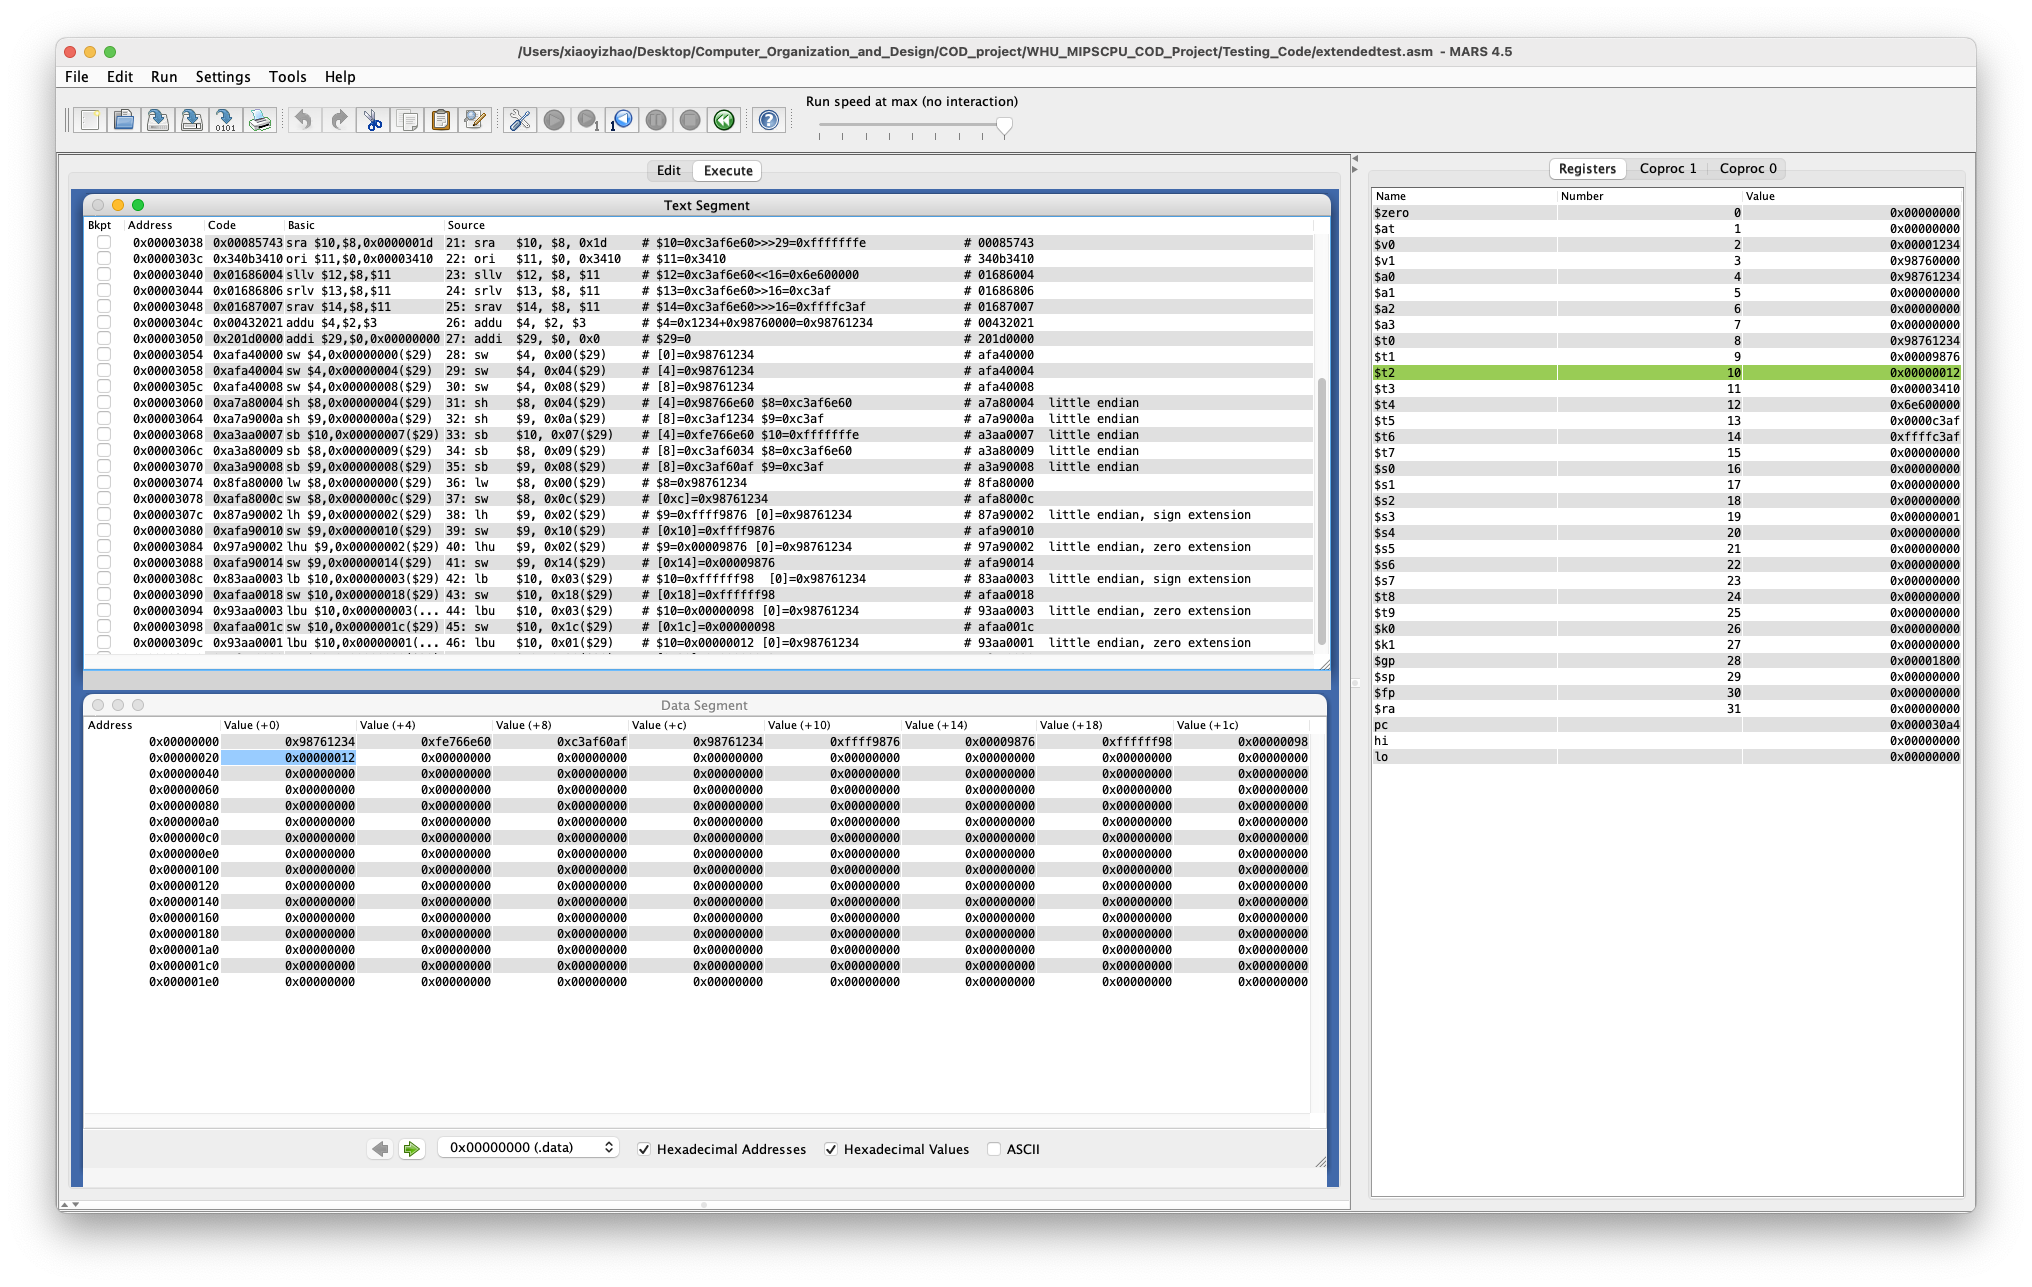 /Users/xiaoyizhao/Desktop/Computer_Organization_and_Design/COD_project/WHU_MIPSCPU_COD_Project/Testing_Code/extendedtest.asm - MARS 4.5
File Edit Run Settings Tools Help
Run speed at max (no interaction)
Edit Execute
Text Segment
Bkpt Address Code Basic Source
0x00003038 0x00085743 sra $10,$8,0x0000001d 21: sra $10, $8, 0x1d # $10=0xc3af6e60>>>29=0xfffffffe # 00085743
0x0000303c 0x340b3410 ori $11,$0,0x00003410 22: ori $11, $0, 0x3410 # $11=0x3410 # 340b3410
0x00003040 0x01686004 sllv $12,$8,$11 23: sllv $12, $8, $11 # $12=0xc3af6e60<<16=0x6e600000 # 01686004
0x00003044 0x01686806 srlv $13,$8,$11 24: srlv $13, $8, $11 # $13=0xc3af6e60>>16=0xc3af # 01686806
0x00003048 0x01687007 srav $14,$8,$11 25: srav $14, $8, $11 # $14=0xc3af6e60>>>16=0xffffc3af # 01687007
0x0000304c 0x00432021 addu $4,$2,$3 26: addu $4, $2, $3 # $4=0x1234+0x98760000=0x98761234 # 00432021
0x00003050 0x201d0000 addi $29,$0,0x00000000 27: addi $29, $0, 0x0 # $29=0 # 201d0000
0x00003054 0xafa40000 sw $4,0x00000000($29) 28: sw $4, 0x00($29) # [0]=0x98761234 # afa40000
0x00003058 0xafa40004 sw $4,0x00000004($29) 29: sw $4, 0x04($29) # [4]=0x98761234 # afa40004
0x0000305c 0xafa40008 sw $4,0x00000008($29) 30: sw $4, 0x08($29) # [8]=0x98761234 # afa40008
0x00003060 0xa7a80004 sh $8,0x00000004($29) 31: sh $8, 0x04($29) # [4]=0x98766e60 $8=0xc3af6e60 # a7a80004 little endian
0x00003064 0xa7a9000a sh $9,0x0000000a($29) 32: sh $9, 0x0a($29) # [8]=0xc3af1234 $9=0xc3af # a7a9000a little endian
0x00003068 0xa3aa0007 sb $10,0x00000007($29) 33: sb $10, 0x07($29) # [4]=0xfe766e60 $10=0xfffffffe # a3aa0007 little endian
0x0000306c 0xa3a80009 sb $8,0x00000009($29) 34: sb $8, 0x09($29) # [8]=0xc3af6034 $8=0xc3af6e60 # a3a80009 little endian
0x00003070 0xa3a90008 sb $9,0x00000008($29) 35: sb $9, 0x08($29) # [8]=0xc3af60af $9=0xc3af # a3a90008 little endian
0x00003074 0x8fa80000 lw $8,0x00000000($29) 36: lw $8, 0x00($29) # $8=0x98761234 # 8fa80000
0x00003078 0xafa8000c sw $8,0x0000000c($29) 37: sw $8, 0x0c($29) # [0xc]=0x98761234 # afa8000c
0x0000307c 0x87a90002 lh $9,0x00000002($29) 38: lh $9, 0x02($29) # $9=0xffff9876 [0]=0x98761234 # 87a90002 little endian, sign extension
0x00003080 0xafa90010 sw $9,0x00000010($29) 39: sw $9, 0x10($29) # [0x10]=0xffff9876 # afa90010
0x00003084 0x97a90002 lhu $9,0x00000002($29) 40: lhu $9, 0x02($29) # $9=0x00009876 [0]=0x98761234 # 97a90002 little endian, zero extension
0x00003088 0xafa90014 sw $9,0x00000014($29) 41: sw $9, 0x14($29) # [0x14]=0x00009876 # afa90014
0x0000308c 0x83aa0003 lb $10,0x00000003($29) 42: lb $10, 0x03($29) # $10=0xffffff98 [0]=0x98761234 # 83aa0003 little endian, sign extension
0x00003090 0xafaa0018 sw $10,0x00000018($29) 43: sw $10, 0x18($29) # [0x18]=0xffffff98 # afaa0018
0x00003094 0x93aa0003 lbu $10,0x00000003(... 44: lbu $10, 0x03($29) # $10=0x00000098 [0]=0x98761234 # 93aa0003 little endian, zero extension
0x00003098 0xafaa001c sw $10,0x0000001c($29) 45: sw $10, 0x1c($29) # [0x1c]=0x00000098 # afaa001c
0x0000309c 0x93aa0001 lbu $10,0x00000001(... 46: lbu $10, 0x01($29) # $10=0x00000012 [0]=0x98761234 # 93aa0001 little endian, zero extension
Data Segment
Address Value (+0) Value (+4) Value (+8) Value (+c) Value (+10) Value (+14) Value (+18) Value (+1c)
0x00000000 0x98761234 0xfe766e60 0xc3af60af 0x98761234 0xffff9876 0x00009876 0xffffff98 0x00000098
0x00000020 0x00000012 0x00000000 0x00000000 0x00000000 0x00000000 0x00000000 0x00000000 0x00000000
0x00000040 0x00000000 0x00000000 0x00000000 0x00000000 0x00000000 0x00000000 0x00000000 0x00000000
0x00000060 0x00000000 0x00000000 0x00000000 0x00000000 0x00000000 0x00000000 0x00000000 0x00000000
0x00000080 0x00000000 0x00000000 0x00000000 0x00000000 0x00000000 0x00000000 0x00000000 0x00000000
0x000000a0 0x00000000 0x00000000 0x00000000 0x00000000 0x00000000 0x00000000 0x00000000 0x00000000
0x000000c0 0x00000000 0x00000000 0x00000000 0x00000000 0x00000000 0x00000000 0x00000000 0x00000000
0x000000e0 0x00000000 0x00000000 0x00000000 0x00000000 0x00000000 0x00000000 0x00000000 0x00000000
0x00000100 0x00000000 0x00000000 0x00000000 0x00000000 0x00000000 0x00000000 0x00000000 0x00000000
0x00000120 0x00000000 0x00000000 0x00000000 0x00000000 0x00000000 0x00000000 0x00000000 0x00000000
0x00000140 0x00000000 0x00000000 0x00000000 0x00000000 0x00000000 0x00000000 0x00000000 0x00000000
0x00000160 0x00000000 0x00000000 0x00000000 0x00000000 0x00000000 0x00000000 0x00000000 0x00000000
0x00000180 0x00000000 0x00000000 0x00000000 0x00000000 0x00000000 0x00000000 0x00000000 0x00000000
0x000001a0 0x00000000 0x00000000 0x00000000 0x00000000 0x00000000 0x00000000 0x00000000 0x00000000
0x000001c0 0x00000000 0x00000000 0x00000000 0x00000000 0x00000000 0x00000000 0x00000000 0x00000000
0x000001e0 0x00000000 0x00000000 0x00000000 0x00000000 0x00000000 0x00000000 0x00000000 0x00000000
0x00000000 (.data) Hexadecimal Addresses Hexadecimal Values ASCII
Registers Coproc 1 Coproc 0
Name Number Value
$zero 0 0x00000000
$at 1 0x00000000
$v0 2 0x00001234
$v1 3 0x98760000
$a0 4 0x98761234
$a1 5 0x00000000
$a2 6 0x00000000
$a3 7 0x00000000
$t0 8 0x98761234
$t1 9 0x00009876
$t2 10 0x00000012
$t3 11 0x00003410
$t4 12 0x6e600000
$t5 13 0x0000c3af
$t6 14 0xffffc3af
$t7 15 0x00000000
$s0 16 0x00000000
$s1 17 0x00000000
$s2 18 0x00000000
$s3 19 0x00000001
$s4 20 0x00000000
$s5 21 0x00000000
$s6 22 0x00000000
$s7 23 0x00000000
$t8 24 0x00000000
$t9 25 0x00000000
$k0 26 0x00000000
$k1 27 0x00000000
$gp 28 0x00001800
$sp 29 0x00000000
$fp 30 0x00000000
$ra 31 0x00000000
pc 0x000030a4
hi 0x00000000
lo 0x00000000